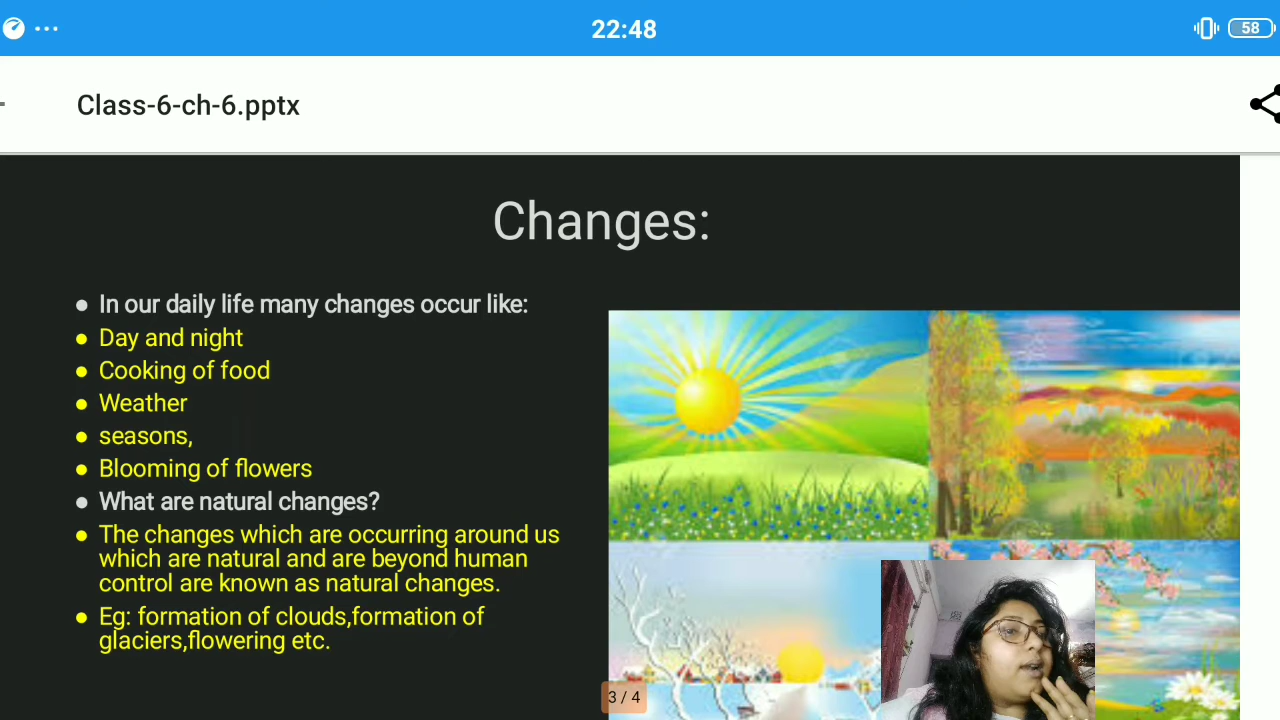 22:48
58
Class-6-ch-6.pptx
Changes:
In our daily life many changes occur like:
Day and night
Cooking of food
Weather
seasons,
Blooming of flowers
What are natural changes?
The changes which are occurring around us
which are natural and are beyond human
control are known as natural changes.
Eg: formation of clouds,formation of
glaciers,flowering etc.
3 / 4